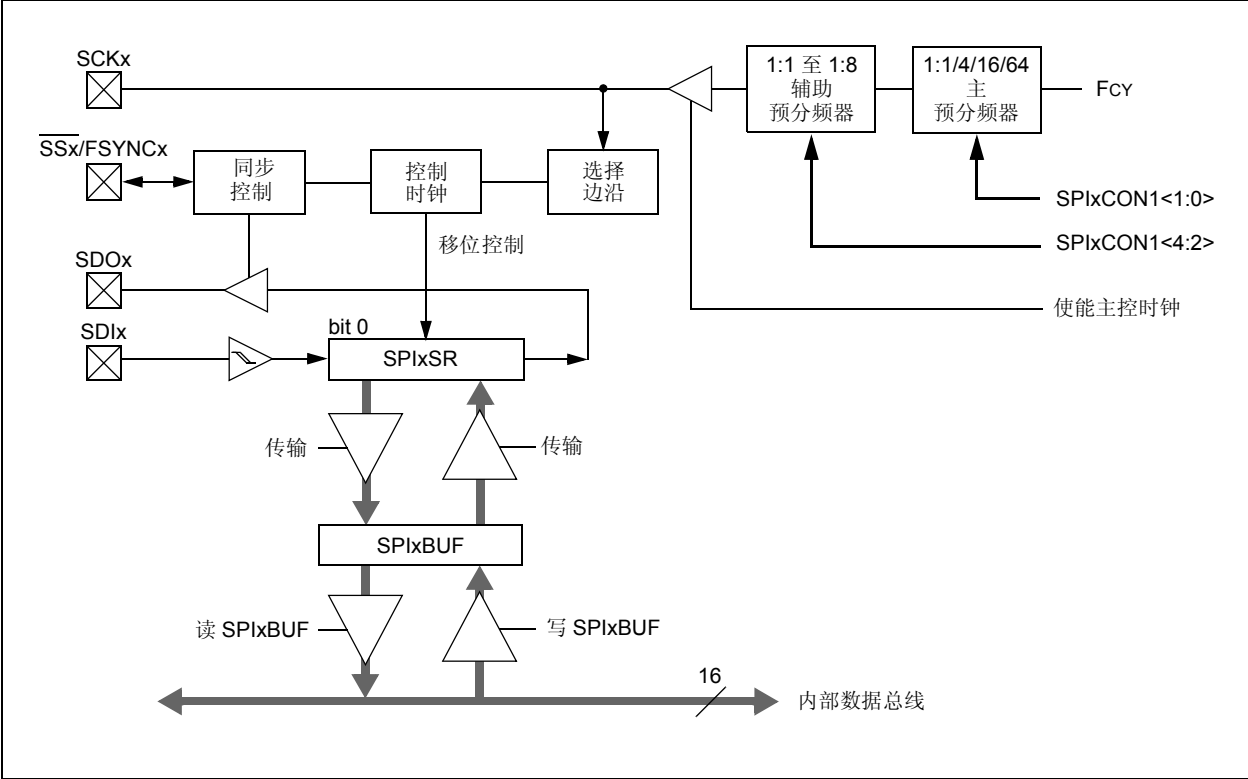 SCKx
1:1 至 1:8
辅助
预分频器
1:1/4/16/64
主
预分频器
FCY
SSx/FSYNCx
同步
控制
控制
时钟
选择
边沿
SPIxCON1<1:0>
SPIxCON1<4:2>
移位控制
SDOx
使能主控时钟
SDIx
bit 0
SPIxSR
传输
传输
SPIxBUF
读 SPIxBUF
写 SPIxBUF
16
内部数据总线